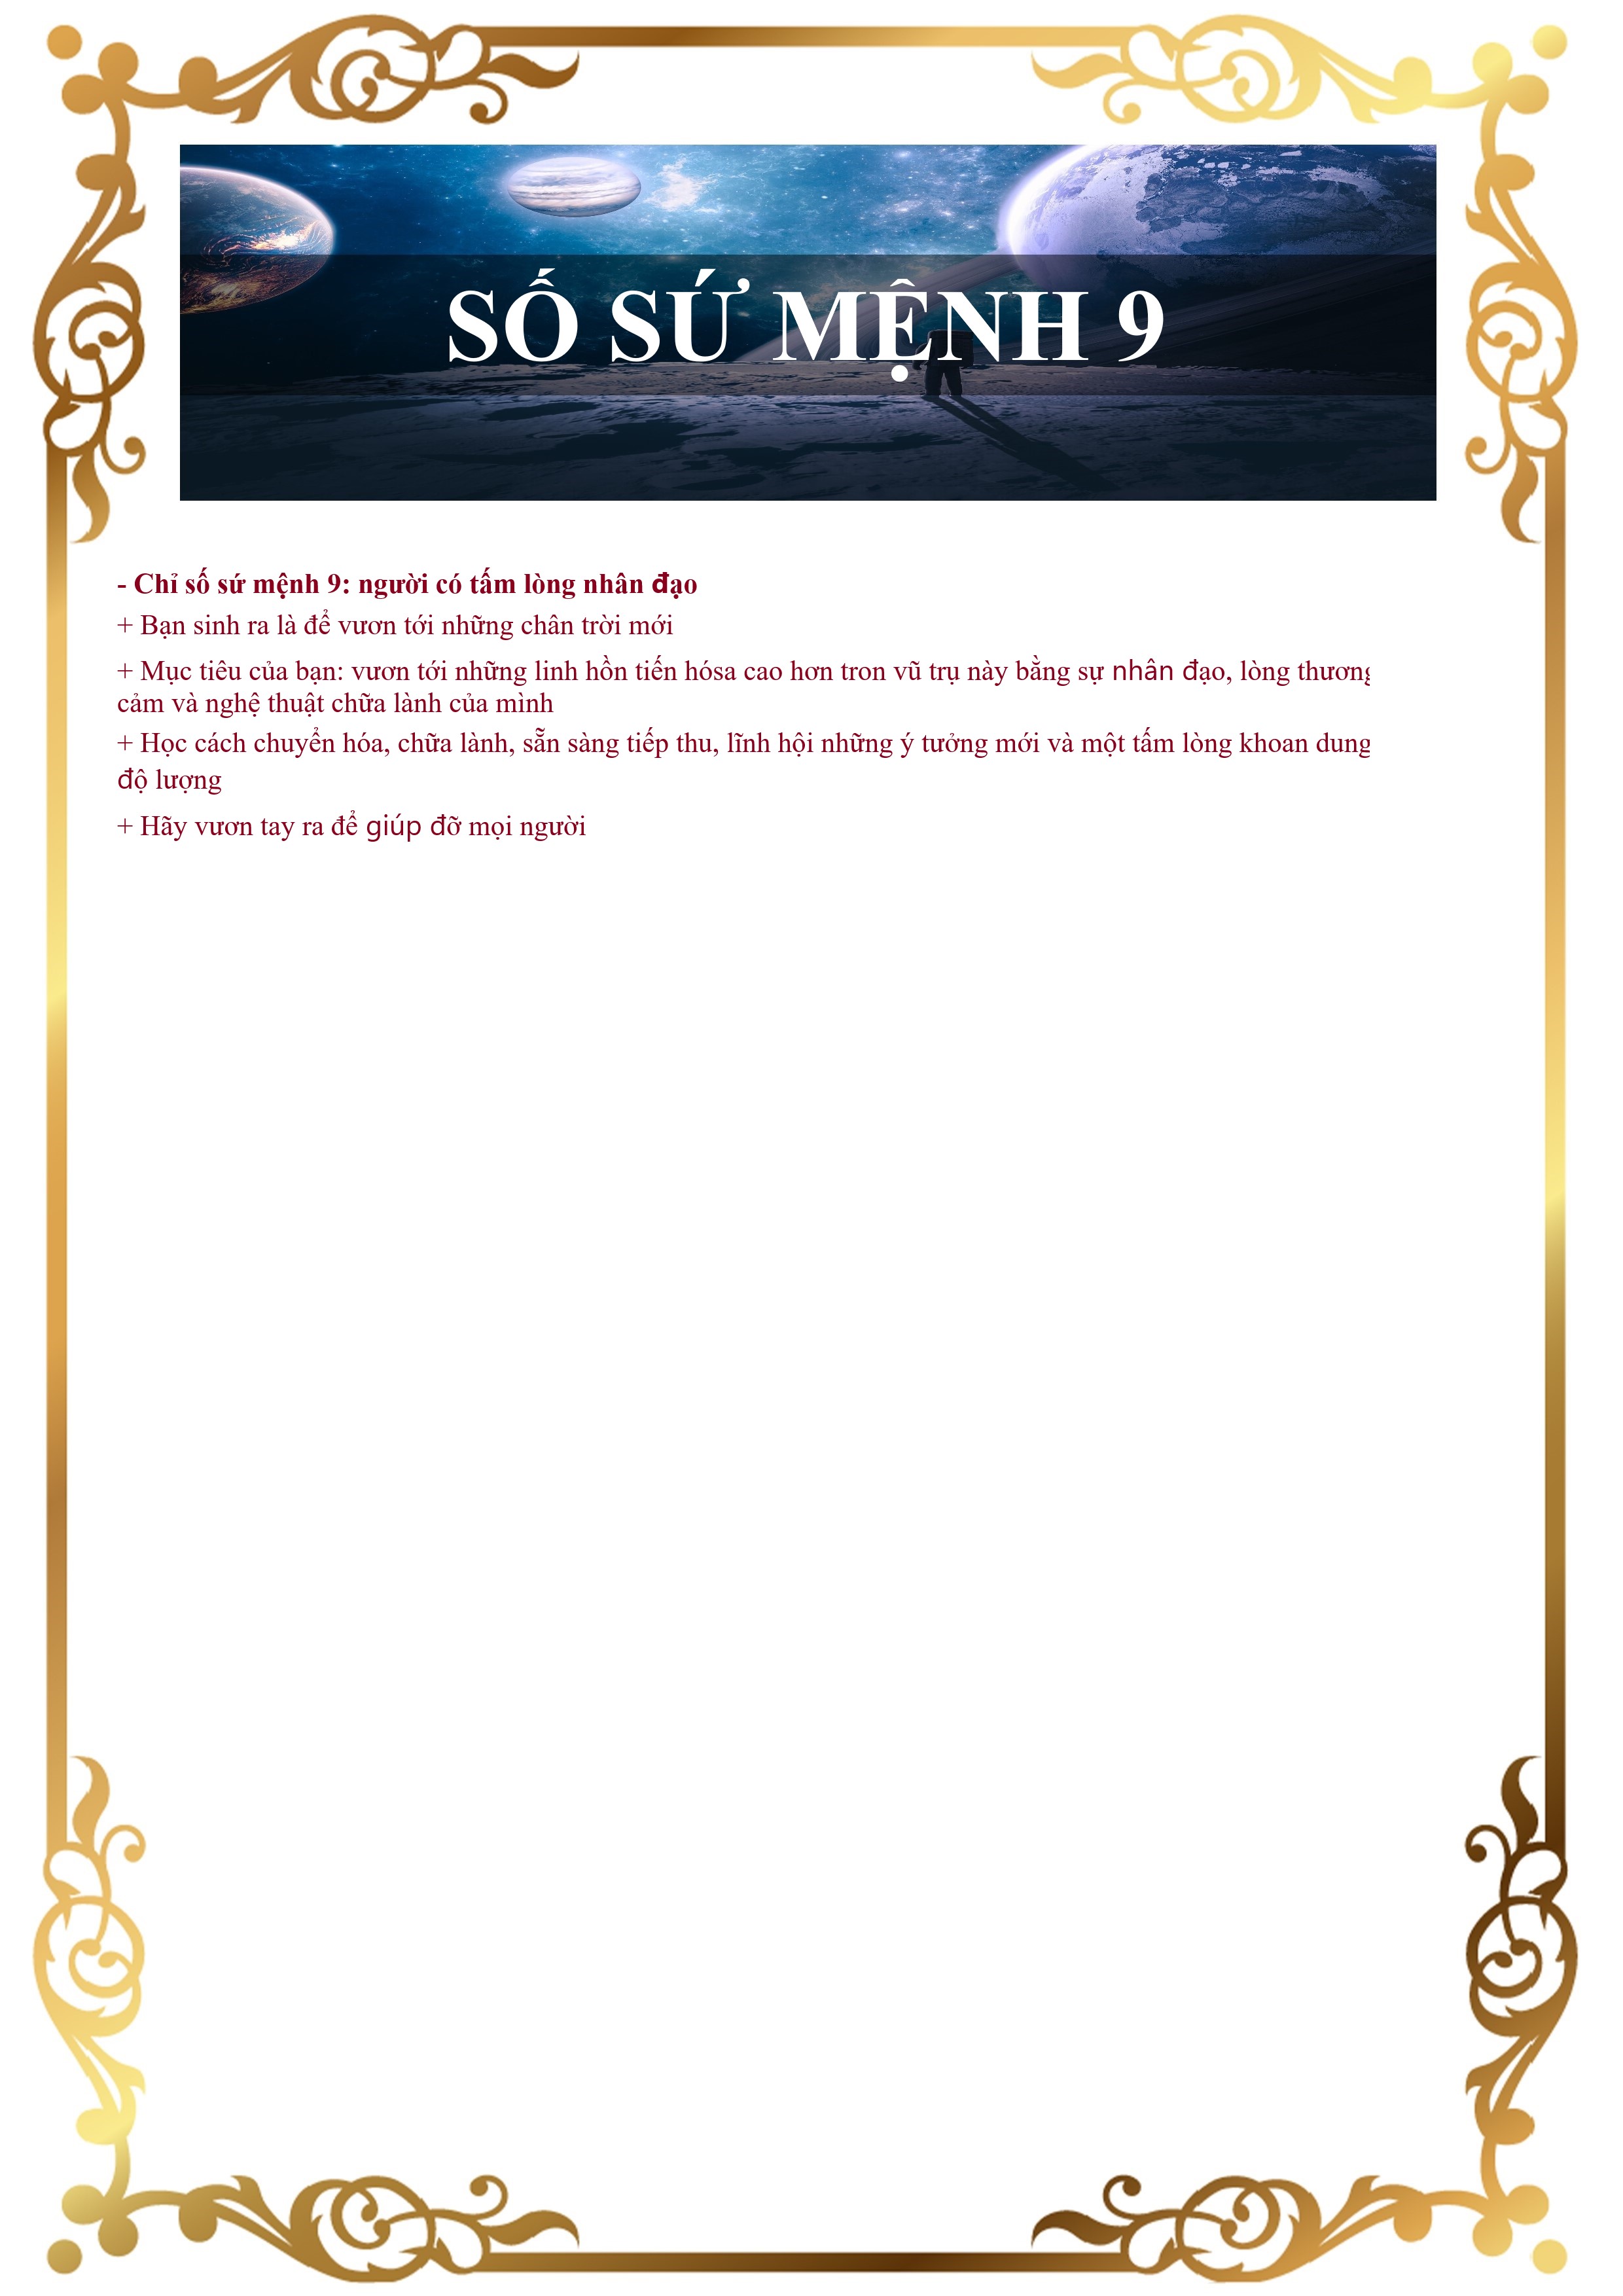 SỐ SỨ MỆNH 9
- Chỉ số sứ mệnh 9: người có tấm lòng nhân đạo
+ Bạn sinh ra là để vươn tới những chân trời mới
+ Mục tiêu của bạn: vươn tới những linh hồn tiến hósa cao hơn tron vũ trụ này bằng sự nhân đạo, lòng thương
cảm và nghệ thuật chữa lành của mình
+ Học cách chuyển hóa, chữa lành, sẵn sàng tiếp thu, lĩnh hội những ý tưởng mới và một tấm lòng khoan dung
độ lượng
+ Hãy vươn tay ra để giúp đỡ mọi người